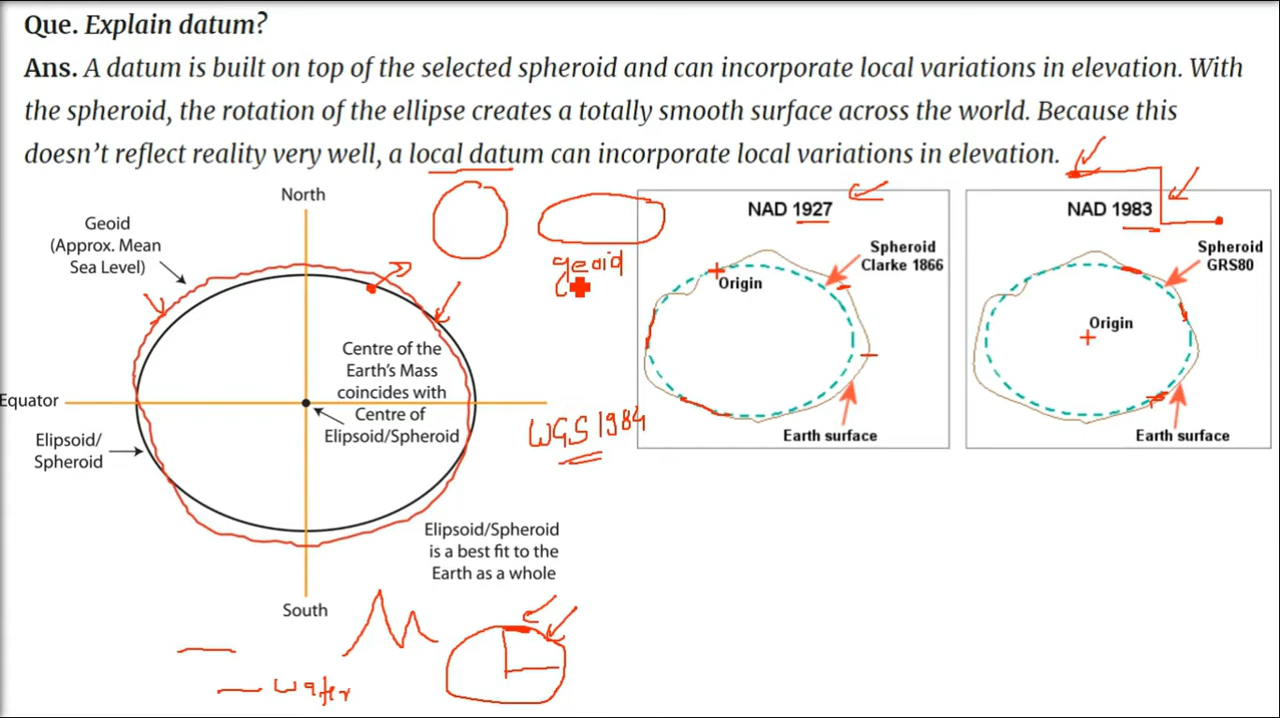 Que. Explain datum?
Ans. A datum is built on top of the selected spheroid and can incorporate local variations in elevation. With
the spheroid, the rotation of the ellipse creates a totally smooth surface across the world. Because this
doesn't reflect reality very well, a local datum can incorporate local variations in elevation.
North
Geoid
(Approx. Mean
Sea Level)
Centre of the
Earth's Mass
coincides with
Centre of
Elipsoid/Spheroid
Equator
Elipsoid/
Spheroid
Elipsoid/Spheroid
is a best fit to the
Earth as a whole
South
geoid
WGS 1984
water
NAD 1927
Spheroid
Clarke 1866
Origin
Earth surface
NAD 1983
Spheroid
GRS80
Origin
Earth surface